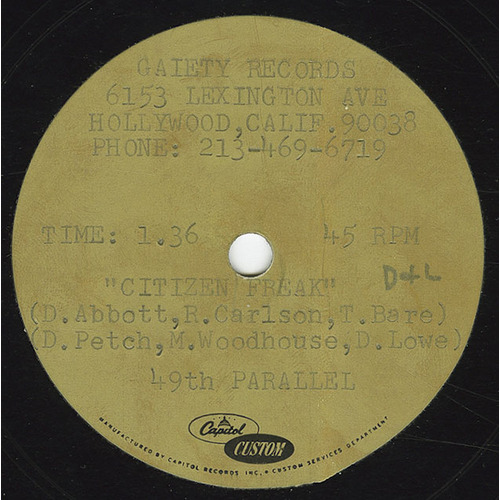 GAIETY RECORDS
6153 LEXINGTON AVE
HOLLYWOOD,CALIF.90038
PHONE: 213-469-6719
TIME: 1.36 45 RPM
D+L
"CITIZEN FREAK"
(D.Abbott,R.Carlson,T.Bare)
(D.Petch,M.Woodhouse,D.Lowe)
49th PARALLEL
Capitol
CUSTOM
MANUFACTURED BY CAPITOL RECORDS INC. • CUSTOM SERVICES DEPARTMENT